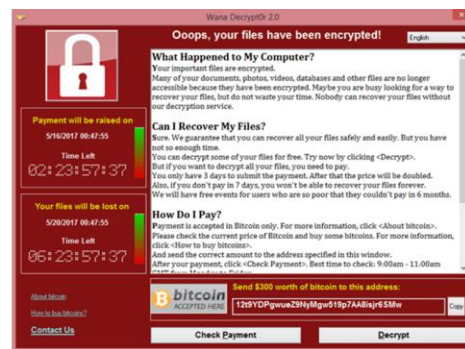 Wana Decrypt0r 2.0
Ooops, your files have been encrypted!
English
Payment will be raised on
5/16/2017 00:47:55
Time Left
02:23:57:37
Your files will be lost on
5/20/2017 00:47:55
Time Left
06:23:57:37
About bitcoin
How to buy bitcoins?
Contact Us
What Happened to My Computer?
Your important files are encrypted.
Many of your documents, photos, videos, databases and other files are no longer
accessible because they have been encrypted. Maybe you are busy looking for a way to
recover your files, but do not waste your time. Nobody can recover your files without
our decryption service.
Can I Recover My Files?
Sure. We guarantee that you can recover all your files safely and easily. But you have
not so enough time.
You can decrypt some of your files for free. Try now by clicking <Decrypt>.
But if you want to decrypt all your files, you need to pay.
You only have 3 days to submit the payment. After that the price will be doubled.
Also, if you don't pay in 7 days, you won't be able to recover your files forever.
We will have free events for users who are so poor that they couldn't pay in 6 months.
How Do I Pay?
Payment is accepted in Bitcoin only. For more information, click <About bitcoin>.
Please check the current price of Bitcoin and buy some bitcoins. For more information,
click <How to buy bitcoins>.
And send the correct amount to the address specified in this window.
After your payment, click <Check Payment>. Best time to check: 9:00am - 11:00am
GMT from Monday to Friday.
bitcoin
ACCEPTED HERE
Send $300 worth of bitcoin to this address:
12t9YDPgwueZ9NyMgw519p7AA8isjr6SMw
Copy
Check Payment
Decrypt